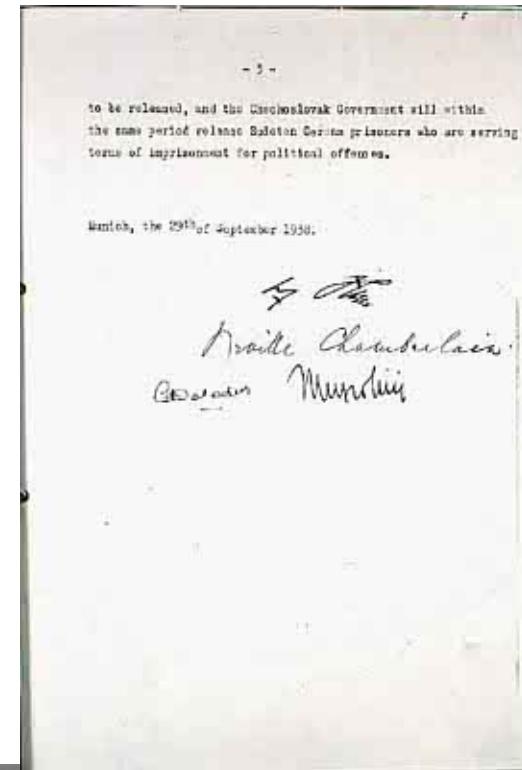 - 3 -
to be released, and the Czechoslovak Government will within
the same period release Sudeten German prisoners who are serving
terms of imprisonment for political offences.
Munich, the 29th of September 1938.
Neville Chamberlain.
Mussolini